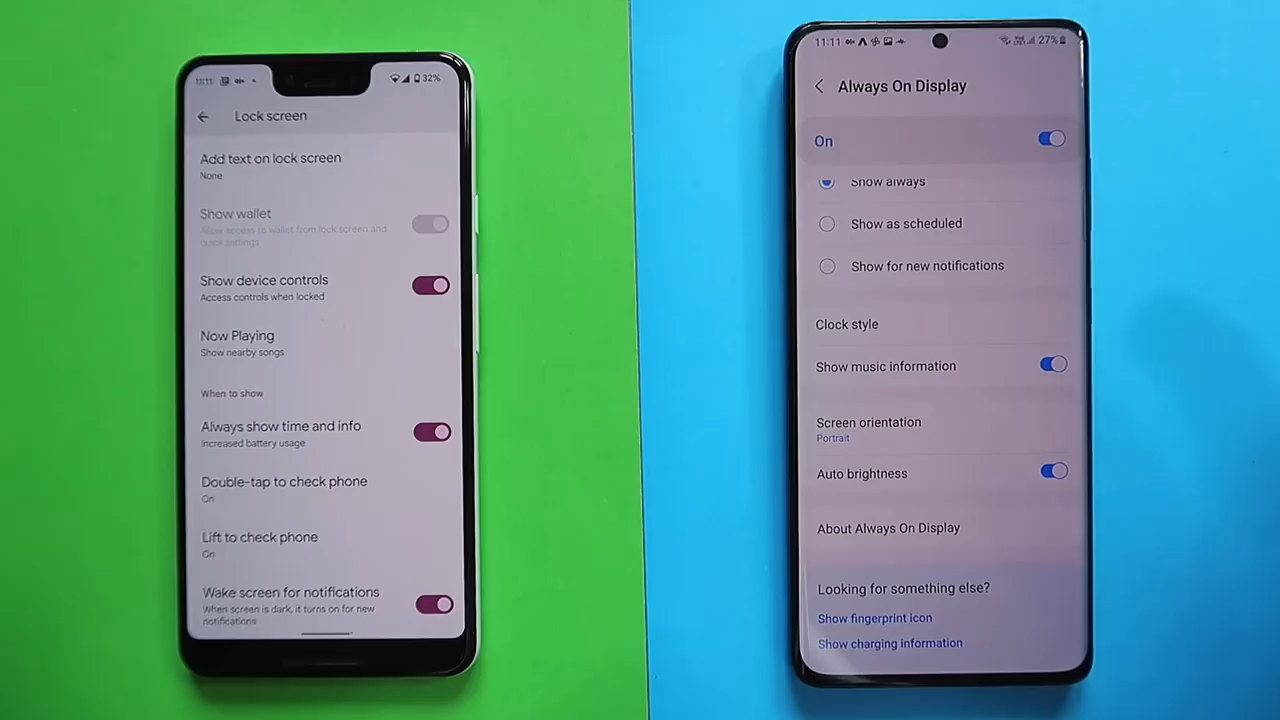 11:11
32%
Lock screen
Add text on lock screen
None
Show wallet
Allow access to wallet from lock screen and
quick settings
Show device controls
Access controls when locked
Now Playing
Show nearby songs
When to show
Always show time and info
Increased battery usage
Double-tap to check phone
On
Lift to check phone
On
Wake screen for notifications
When screen is dark, it turns on for new
notifications
11:11
27%
Always On Display
On
Show always
Show as scheduled
Show for new notifications
Clock style
Show music information
Screen orientation
Portrait
Auto brightness
About Always On Display
Looking for something else?
Show fingerprint icon
Show charging information